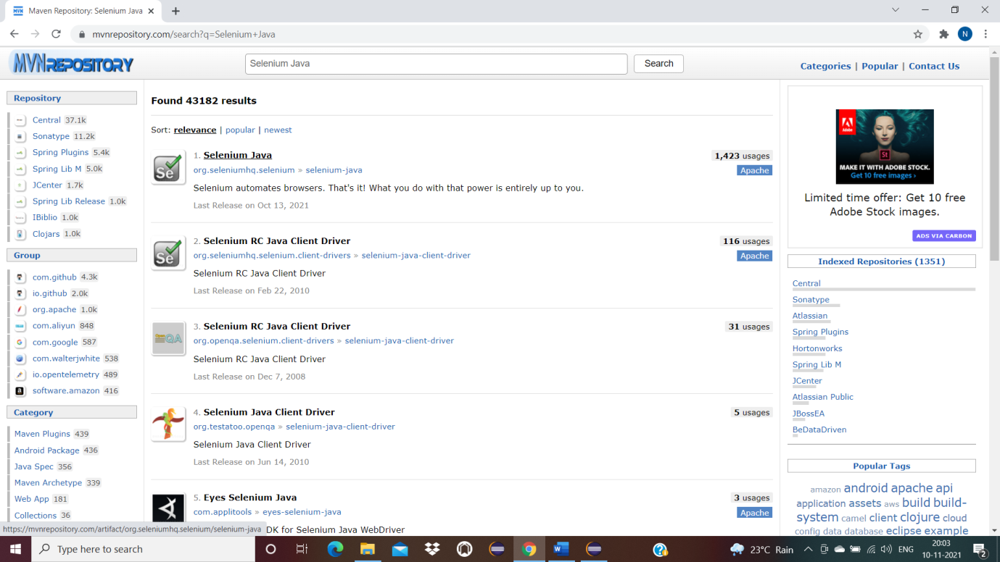 Maven Repository: Selenium Java
mvnrepository.com/search?q=Selenium+Java
N
MVNREPOSITORY
Selenium Java
Search
Categories | Popular | Contact Us
Repository
Central 37.1k
Sonatype 11.2k
Spring Plugins 5.4k
Spring Lib M 5.0k
JCenter 1.7k
Spring Lib Release 1.0k
IBiblio 1.0k
Clojars 1.0k
Group
com.github 4.3k
io.github 2.0k
org.apache 1.0k
com.aliyun 848
com.google 587
com.walterjwhite 538
io.opentelemetry 489
software.amazon 416
Category
Maven Plugins 439
Android Package 436
Java Spec 356
Maven Archetype 339
Web App 181
Collections 36
https://mvnrepository.com/artifact/org.seleniumhq.selenium/selenium-java
Found 43182 results
Sort: relevance | popular | newest
1. Selenium Java
1,423 usages
org.seleniumhq.selenium » selenium-java
Apache
Selenium automates browsers. That's it! What you do with that power is entirely up to you.
Last Release on Oct 13, 2021
2. Selenium RC Java Client Driver
116 usages
org.seleniumhq.selenium.client-drivers » selenium-java-client-driver
Apache
Selenium RC Java Client Driver
Last Release on Feb 22, 2010
3. Selenium RC Java Client Driver
31 usages
org.openqa.selenium.client-drivers » selenium-java-client-driver
Selenium RC Java Client Driver
Last Release on Dec 7, 2008
4. Selenium Java Client Driver
5 usages
org.testatoo.openqa » selenium-java-client-driver
Selenium Java Client Driver
Last Release on Jun 14, 2010
5. Eyes Selenium Java
3 usages
com.applitools » eyes-selenium-java
Apache
DK for Selenium Java WebDriver
Adobe
St
MAKE IT WITH ADOBE STOCK.
Get 10 free images ›
Limited time offer: Get 10 free
Adobe Stock images.
ADS VIA CARBON
Indexed Repositories (1351)
Central
Sonatype
Atlassian
Spring Plugins
Hortonworks
Spring Lib M
JCenter
Atlassian Public
JBossEA
BeDataDriven
Popular Tags
amazon android apache api
application assets aws build build-
system camel client clojure cloud
config data database eclipse example
Type here to search
23°C Rain
ENG
20:03
10-11-2021
2